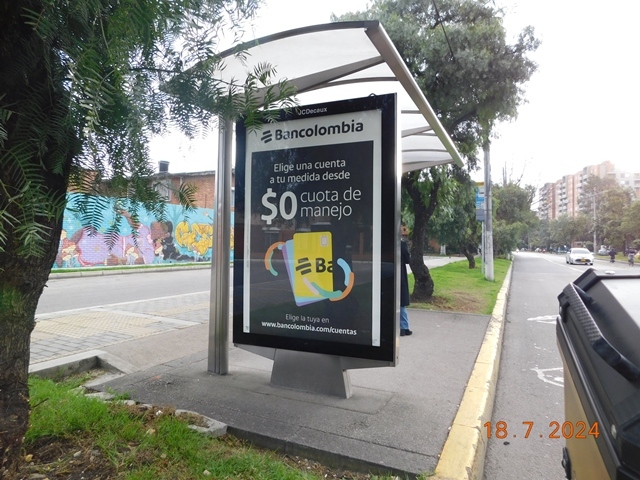 JCDecaux
Bancolombia
Elige una cuenta
a tu medida desde
$0 cuota de
manejo
Ba
Elige la tuya en
www.bancolombia.com/cuentas
18.7.2024